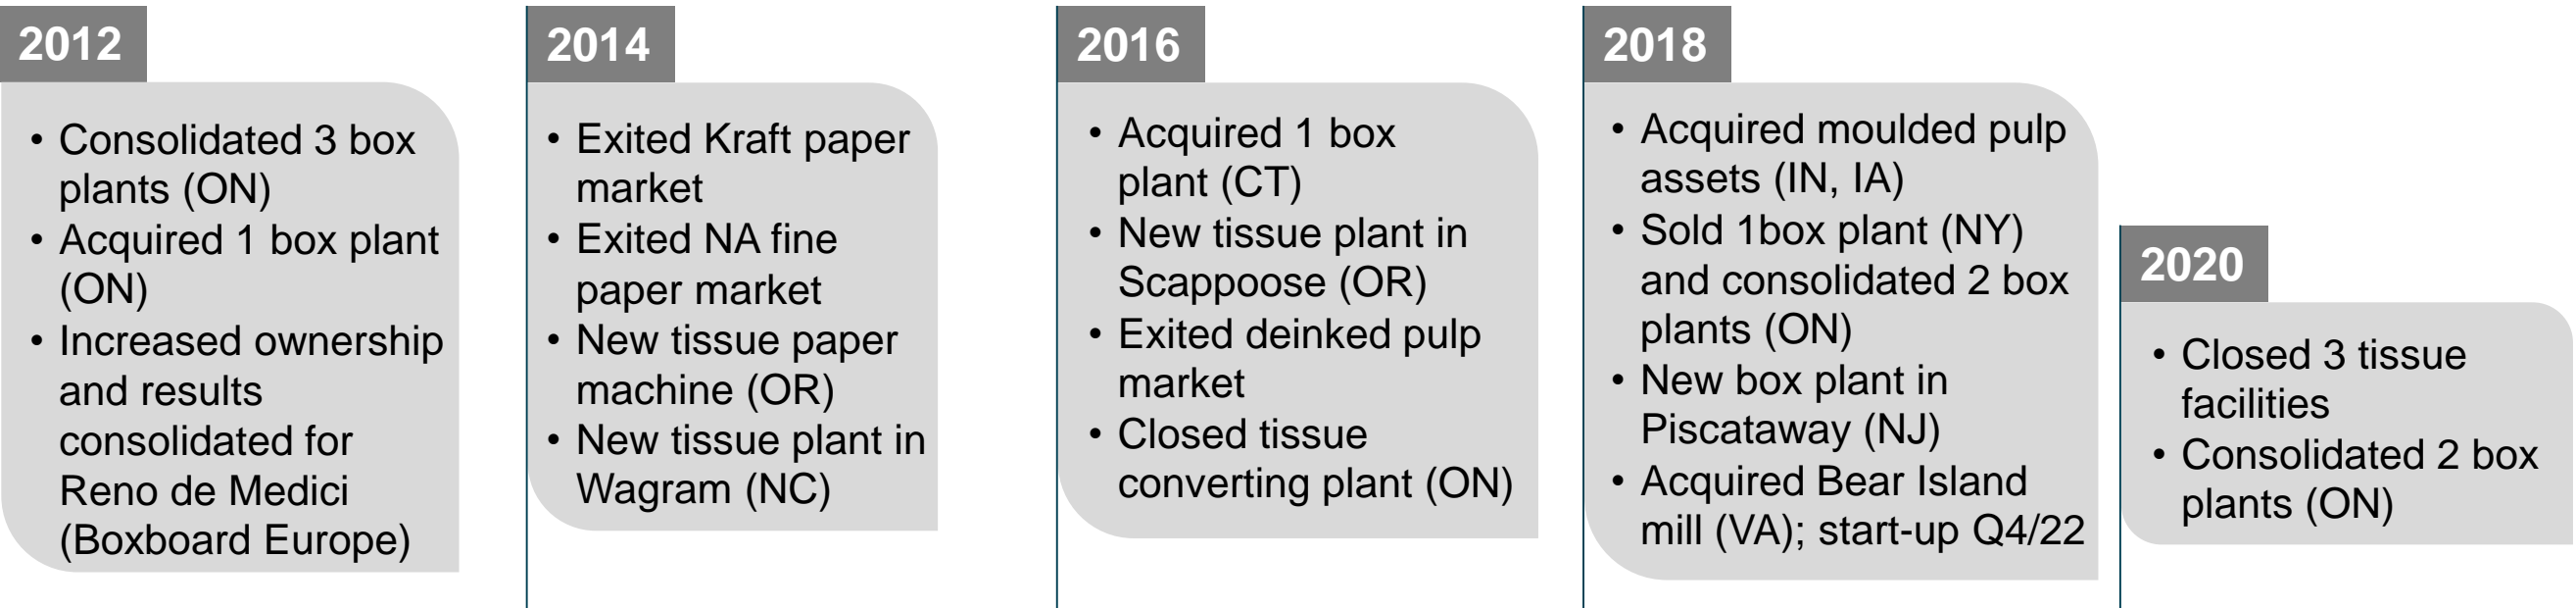 2012
• Consolidated 3 box
plants (ON)
• Acquired 1 box plant
(ON)
• Increased ownership
and results
consolidated for
Reno de Medici
(Boxboard Europe)
2014
• Exited Kraft paper
market
• Exited NA fine
paper market
• New tissue paper
machine (OR)
• New tissue plant in
Wagram (NC)
2016
• Acquired 1 box
plant (CT)
• New tissue plant in
Scappoose (OR)
• Exited deinked pulp
market
• Closed tissue
converting plant (ON)
2018
• Acquired moulded pulp
assets (IN, IA)
• Sold 1box plant (NY)
and consolidated 2 box
plants (ON)
• New box plant in
Piscataway (NJ)
• Acquired Bear Island
mill (VA); start-up Q4/22
2020
• Closed 3 tissue
facilities
• Consolidated 2 box
plants (ON)